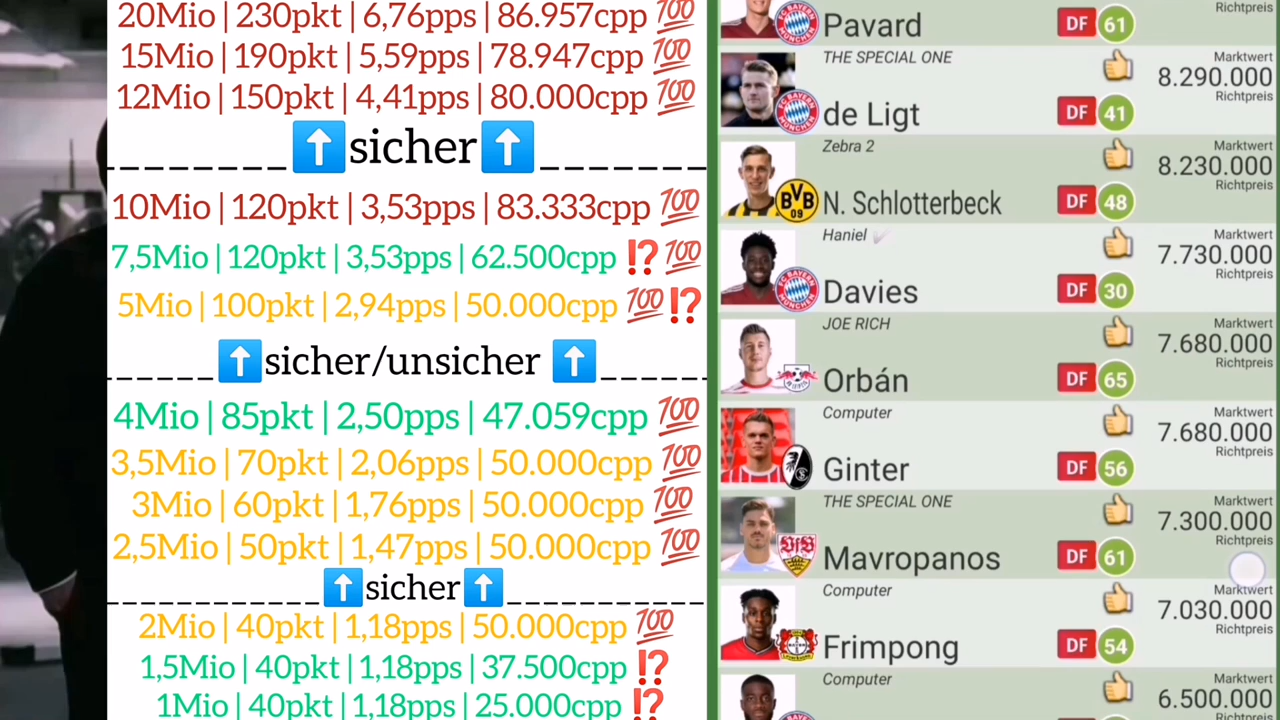 20Mio | 230pkt | 6,76pps | 86.957cpp 💯
15Mio | 190pkt | 5,59pps | 78.947cpp 💯
12Mio | 150pkt | 4,41pps | 80.000cpp 💯
_______⬆️sicher⬆️_______
10Mio | 120pkt | 3,53pps | 83.333cpp 💯
7,5Mio | 120pkt | 3,53pps | 62.500cpp ⁉️💯
5Mio | 100pkt | 2,94pps | 50.000cpp 💯⁉️
____⬆️sicher/unsicher ⬆️____
4Mio | 85pkt | 2,50pps | 47.059cpp 💯
3,5Mio | 70pkt | 2,06pps | 50.000cpp 💯
3Mio | 60pkt | 1,76pps | 50.000cpp 💯
2,5Mio | 50pkt | 1,47pps | 50.000cpp 💯
________⬆️sicher⬆️________
2Mio | 40pkt | 1,18pps | 50.000cpp 💯
1,5Mio | 40pkt | 1,18pps | 37.500cpp ⁉️
1Mio | 40pkt | 1,18pps | 25.000cpp ⁉️
Richtpreis
Pavard DF 61
THE SPECIAL ONE Marktwert
8.290.000
Richtpreis
de Ligt DF 41
Zebra 2 Marktwert
8.230.000
Richtpreis
BVB 09
N. Schlotterbeck DF 48
Haniel ✓ Marktwert
7.730.000
Richtpreis
Davies DF 30
JOE RICH Marktwert
7.680.000
Richtpreis
Orbán DF 65
Computer Marktwert
7.680.000
Richtpreis
Ginter DF 56
THE SPECIAL ONE Marktwert
7.300.000
Richtpreis
Mavropanos DF 61
Computer Marktwert
7.030.000
Richtpreis
Frimpong DF 54
Computer Marktwert
6.500.000